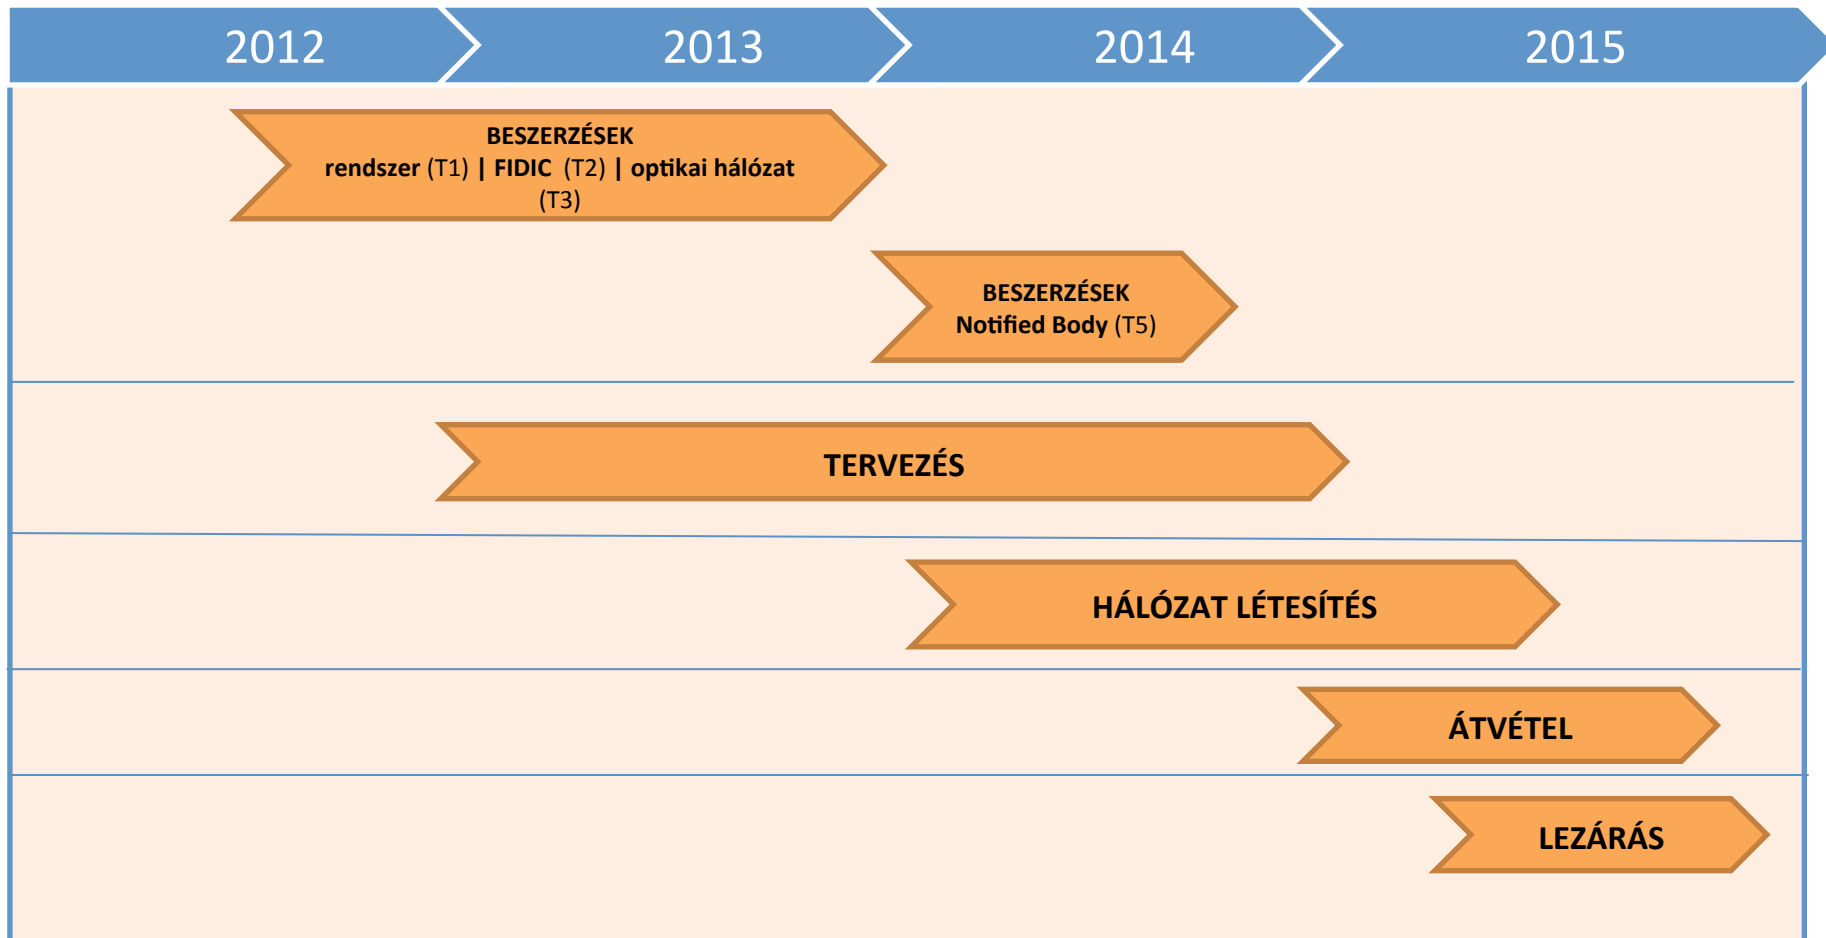 2012
2013
2014
2015
BESZERZÉSEK
rendszer (T1) | FIDIC (T2) | optikai hálózat
(T3)
BESZERZÉSEK
Notified Body (T5)
TERVEZÉS
HÁLÓZAT LÉTESÍTÉS
ÁTVÉTEL
LEZÁRÁS